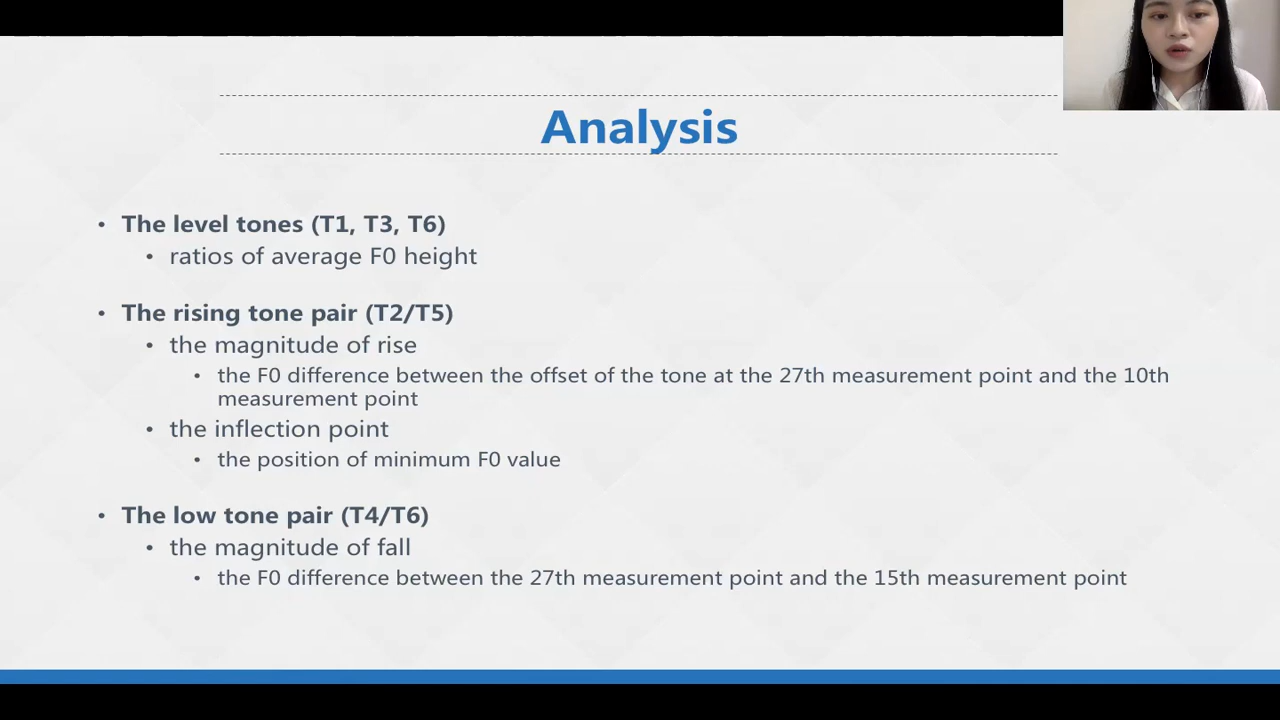 Analysis
• The level tones (T1, T3, T6)
• ratios of average F0 height
• The rising tone pair (T2/T5)
• the magnitude of rise
• the F0 difference between the offset of the tone at the 27th measurement point and the 10th
measurement point
• the inflection point
• the position of minimum F0 value
• The low tone pair (T4/T6)
• the magnitude of fall
• the F0 difference between the 27th measurement point and the 15th measurement point